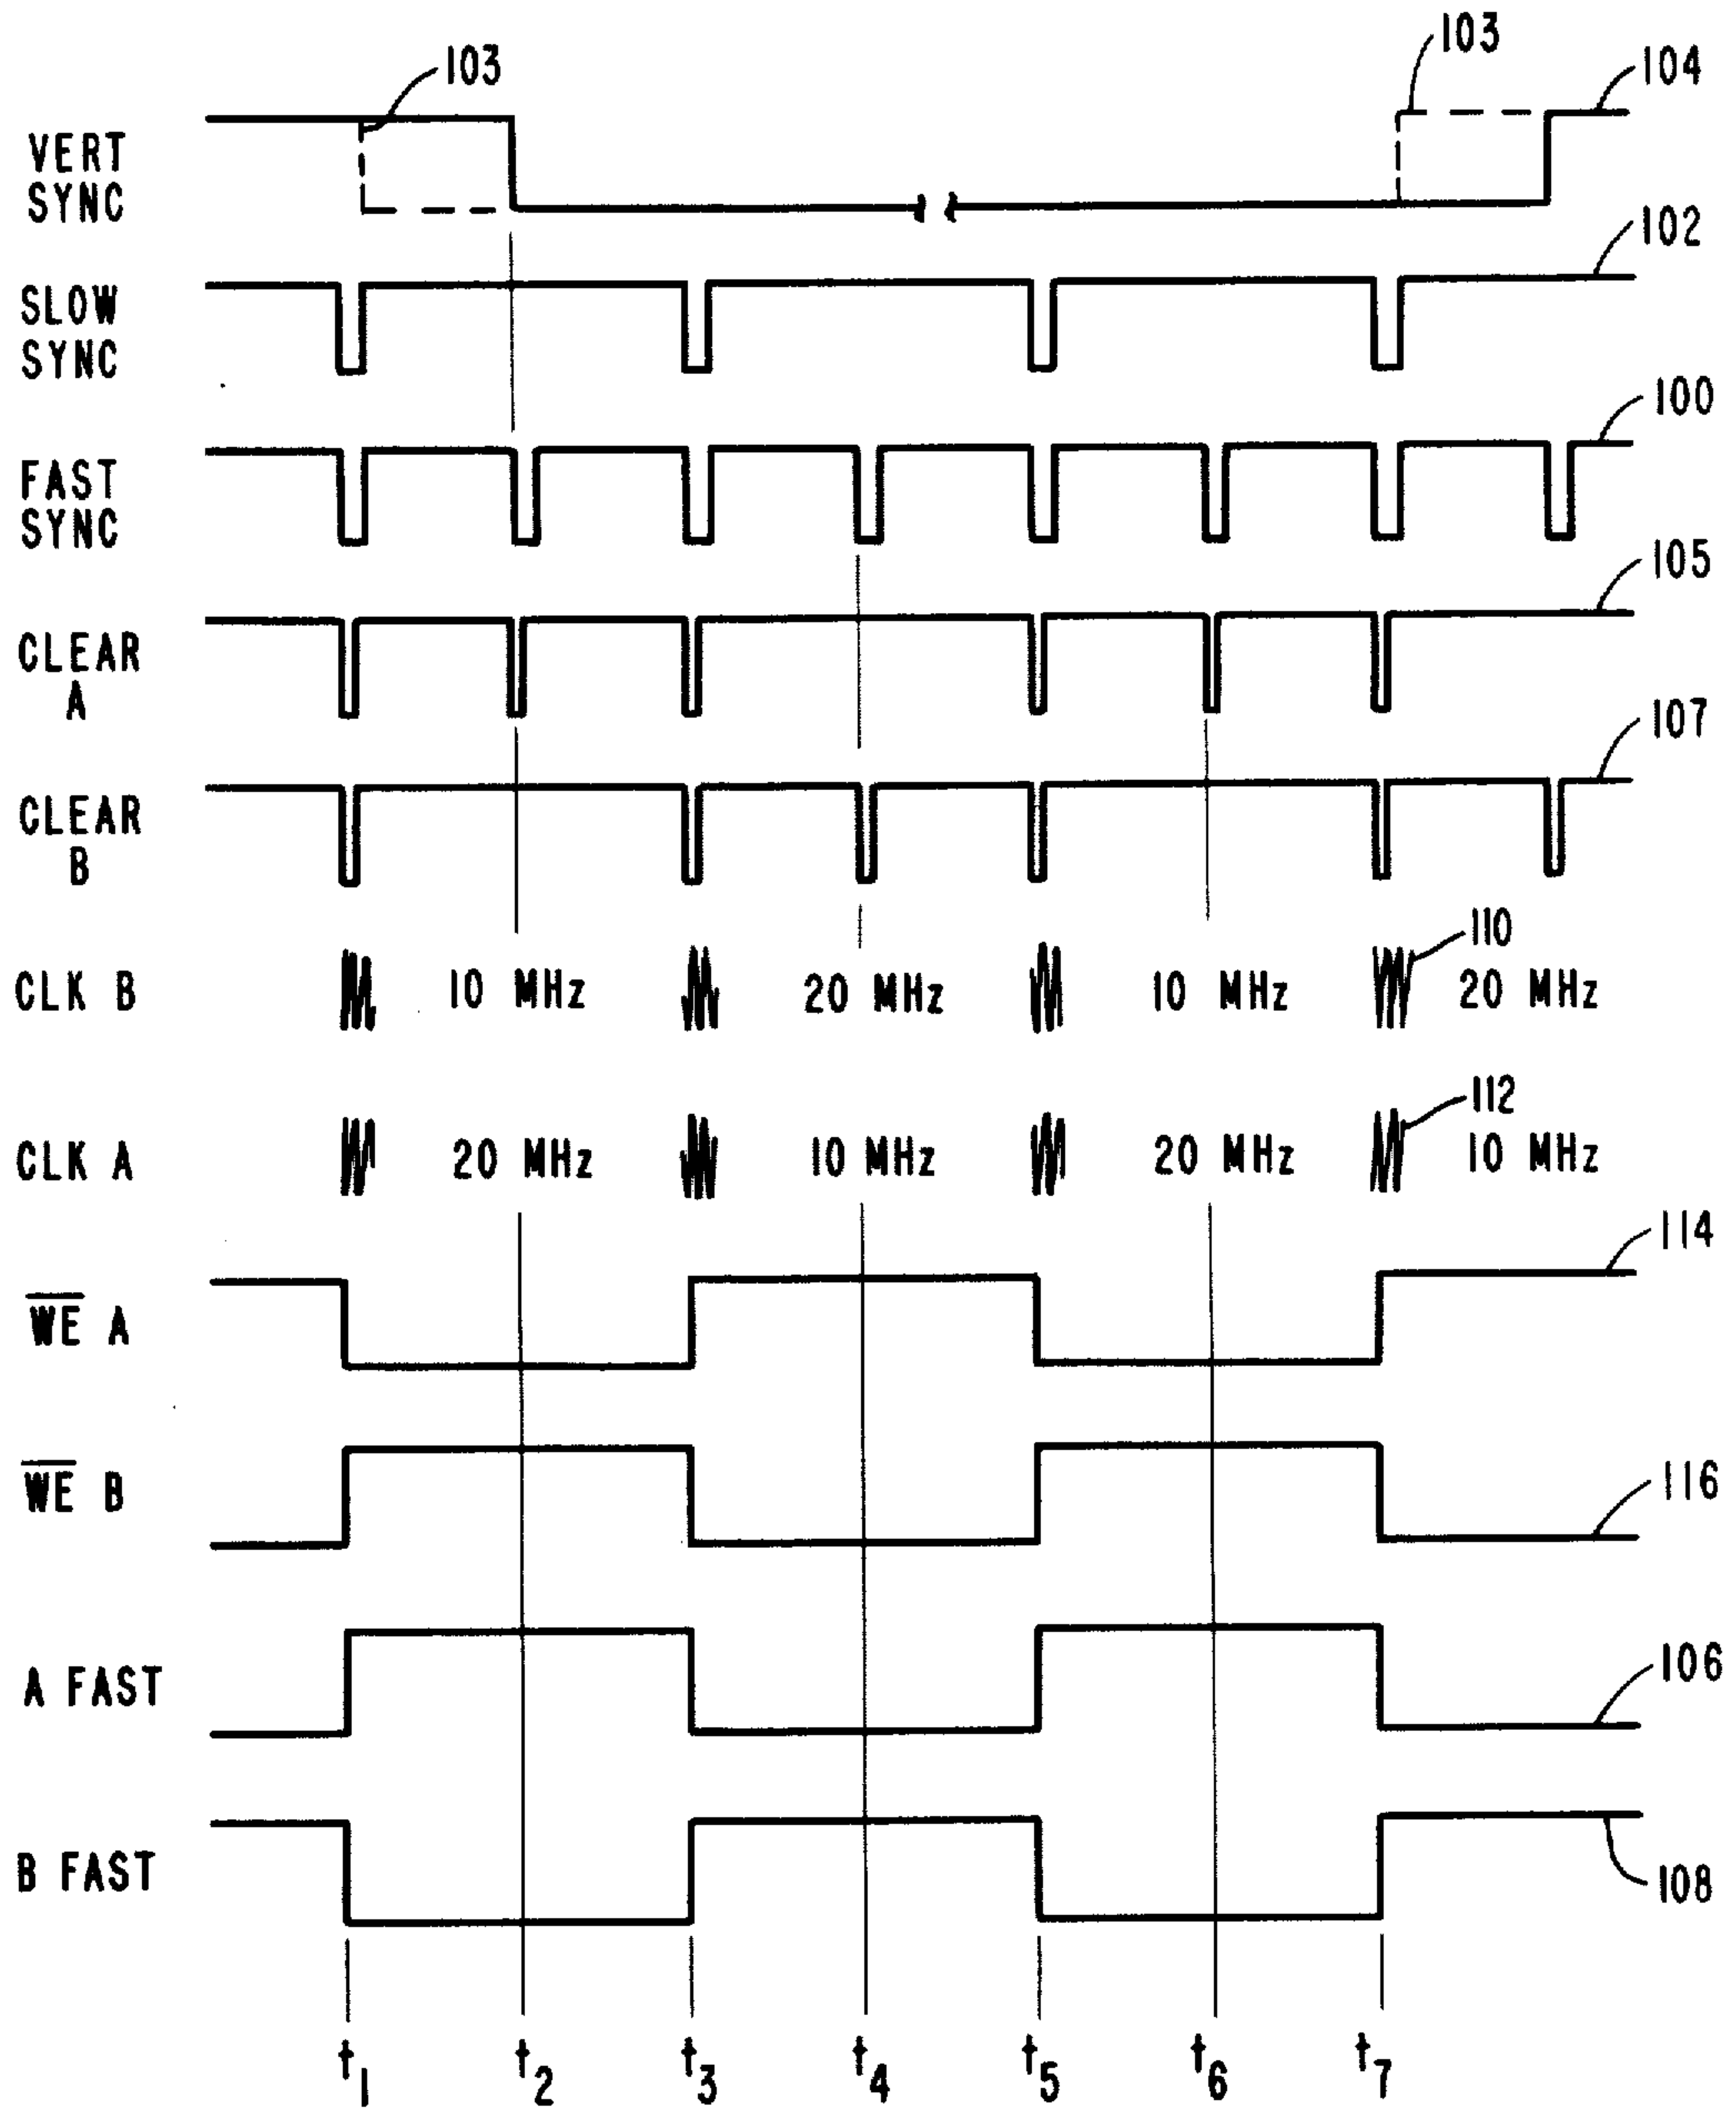 103
103
104
VERT
SYNC
102
SLOW
SYNC
100
FAST
SYNC
105
CLEAR
A
107
CLEAR
B
110
CLK B 10 MHz 20 MHz 10 MHz 20 MHz
112
CLK A 20 MHz 10 MHz 20 MHz 10 MHz
114
W̅E̅ A
116
W̅E̅ B
106
A FAST
B FAST
108
t1 t2 t3 t4 t5 t6 t7